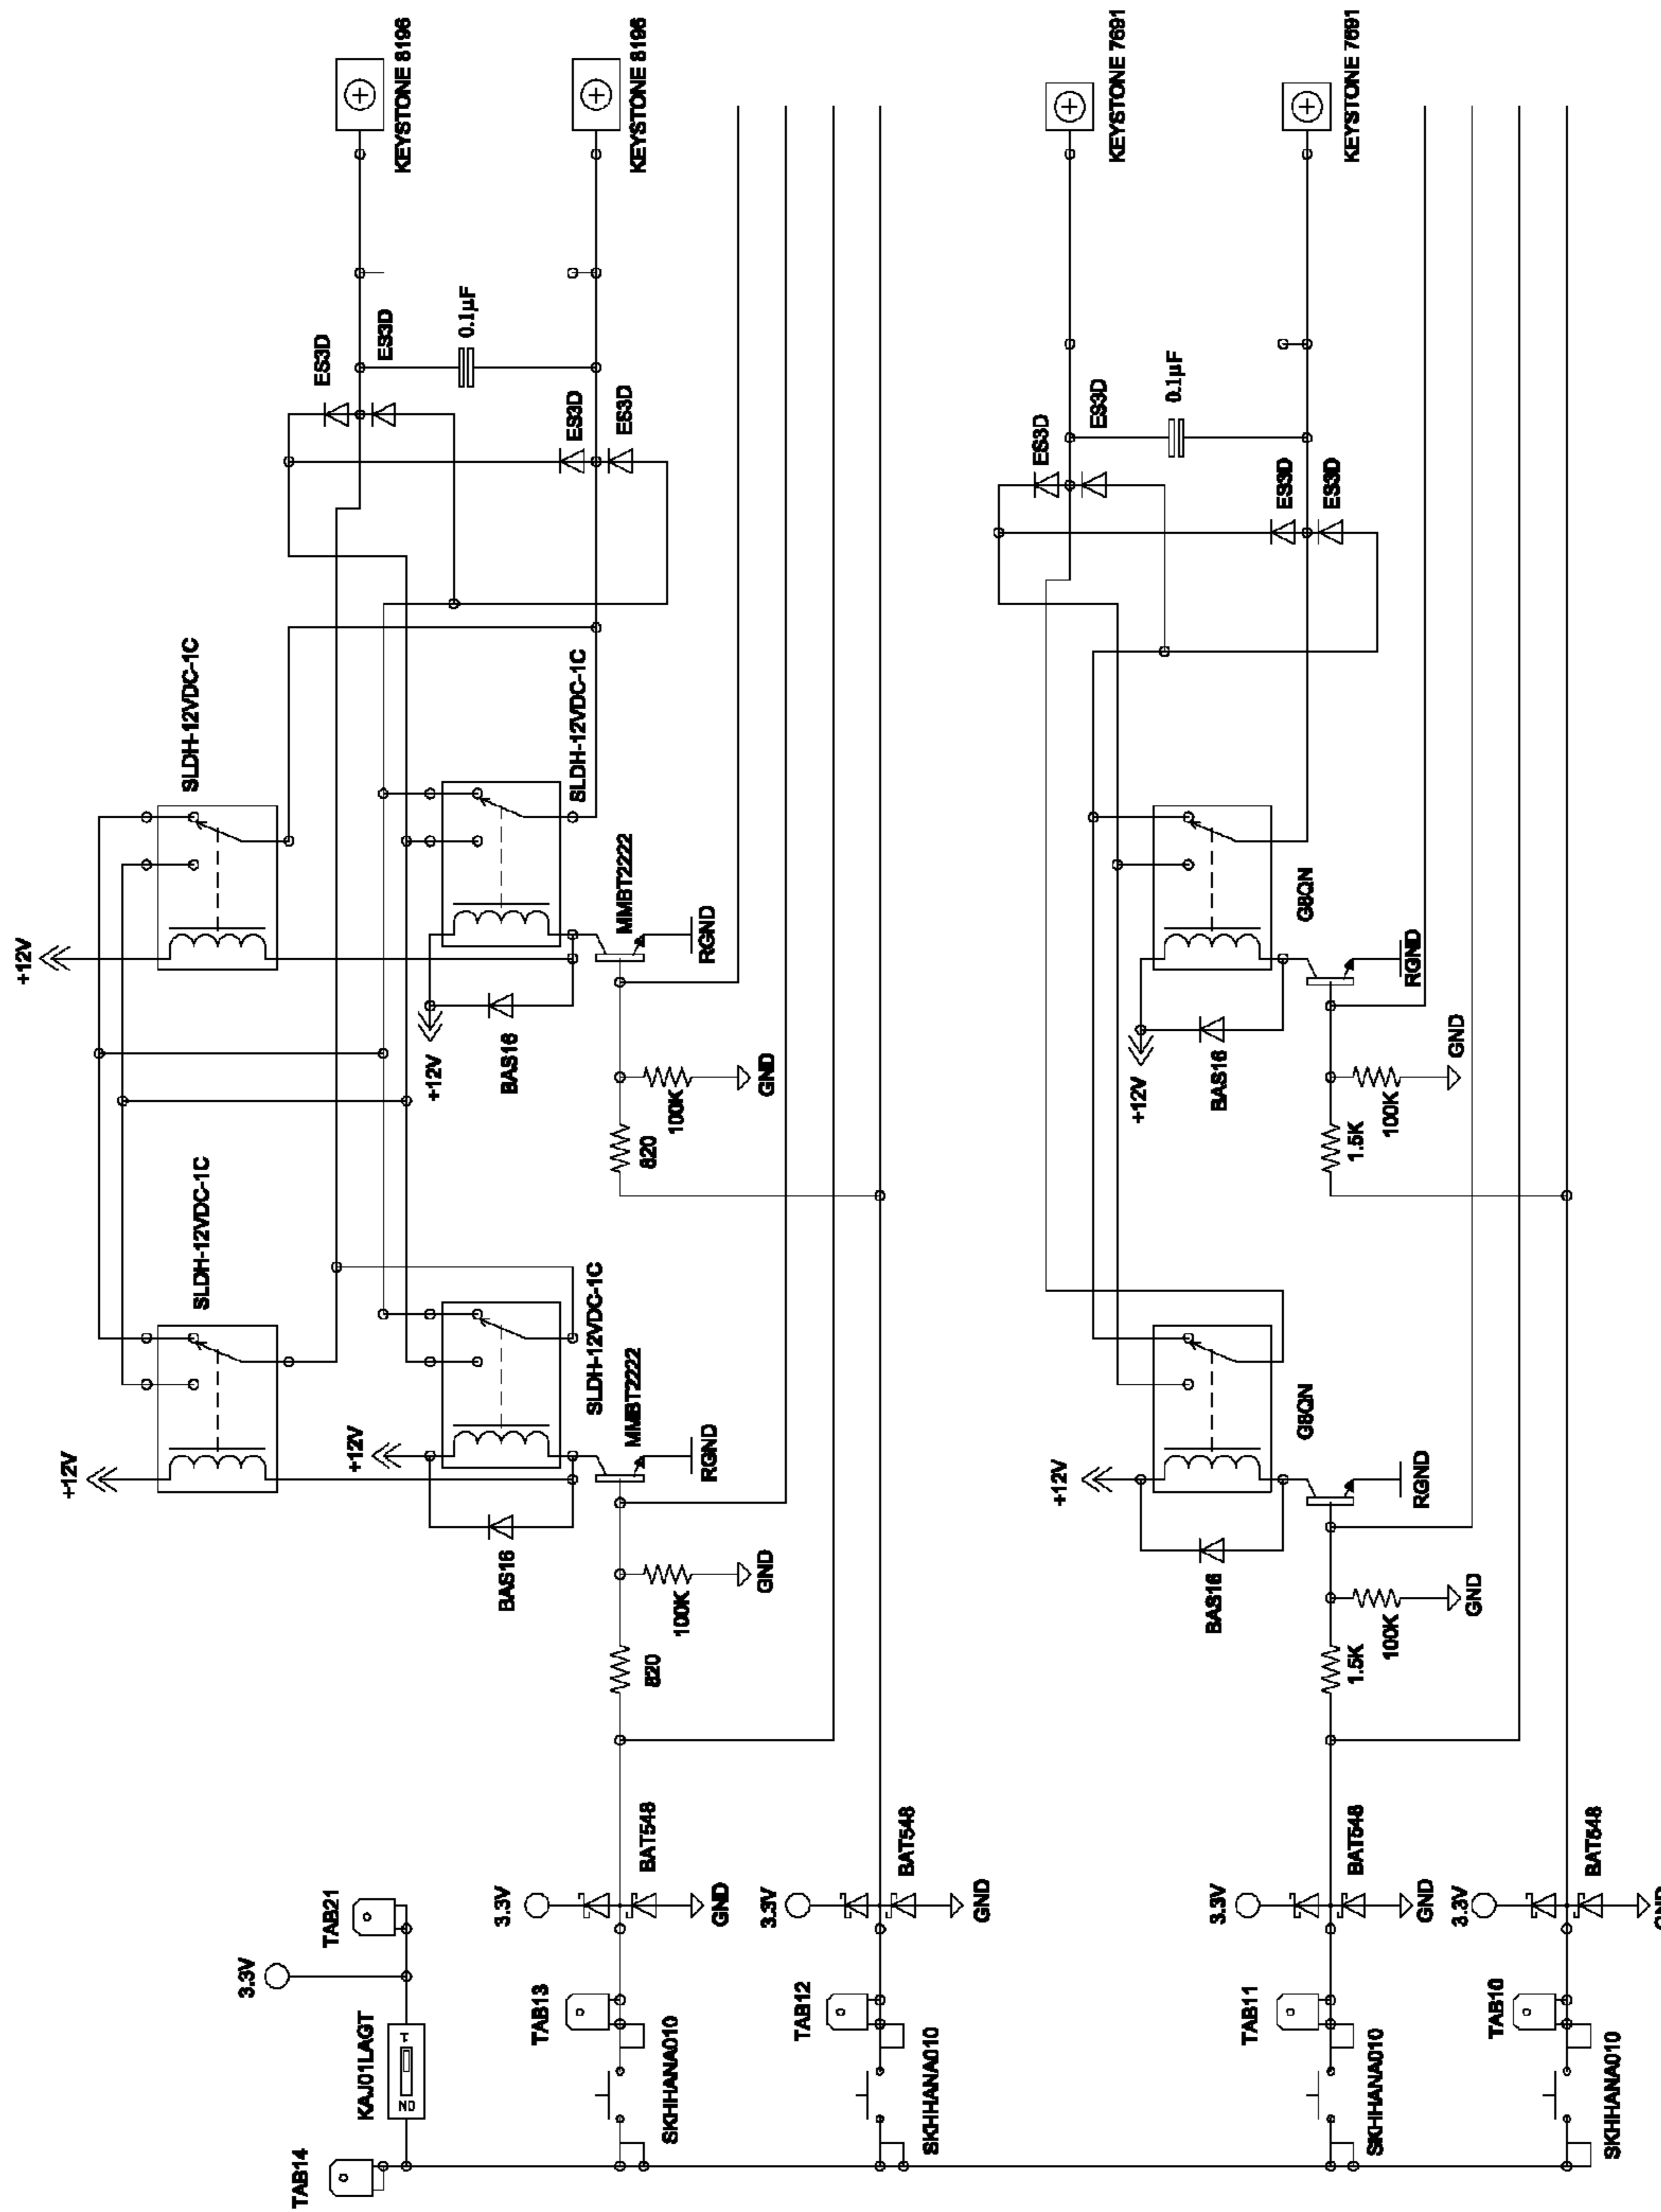 +12V
+12V
SLDH-12VDC-1C
SLDH-12VDC-1C
3.3V
TAB14
TAB21
ES3D
+12V
KAJ01LAGT
T
ON
ES3D
KEYSTONE 8196
+12V
0.1µF
3.3V
BAS16
BAS16
TAB13
SLDH-12VDC-1C
SLDH-12VDC-1C
ES3D
ES3D
MMBT2222
MMBT2222
KEYSTONE 8196
BAT548
820
820
SKHHANA010
100K
100K
RGND
RGND
GND
GND
GND
3.3V
TAB12
BAT548
SKHHANA010
GND
ES3D
+12V
ES3D
KEYSTONE 7691
+12V
0.1µF
3.3V
BAS16
BAS16
TAB11
ES3D
G8QN
G8QN
ES3D
KEYSTONE 7691
BAT548
1.5K
1.5K
SKHHANA010
100K
100K
RGND
RGND
GND
GND
GND
3.3V
TAB10
BAT548
SKHHANA010
GND